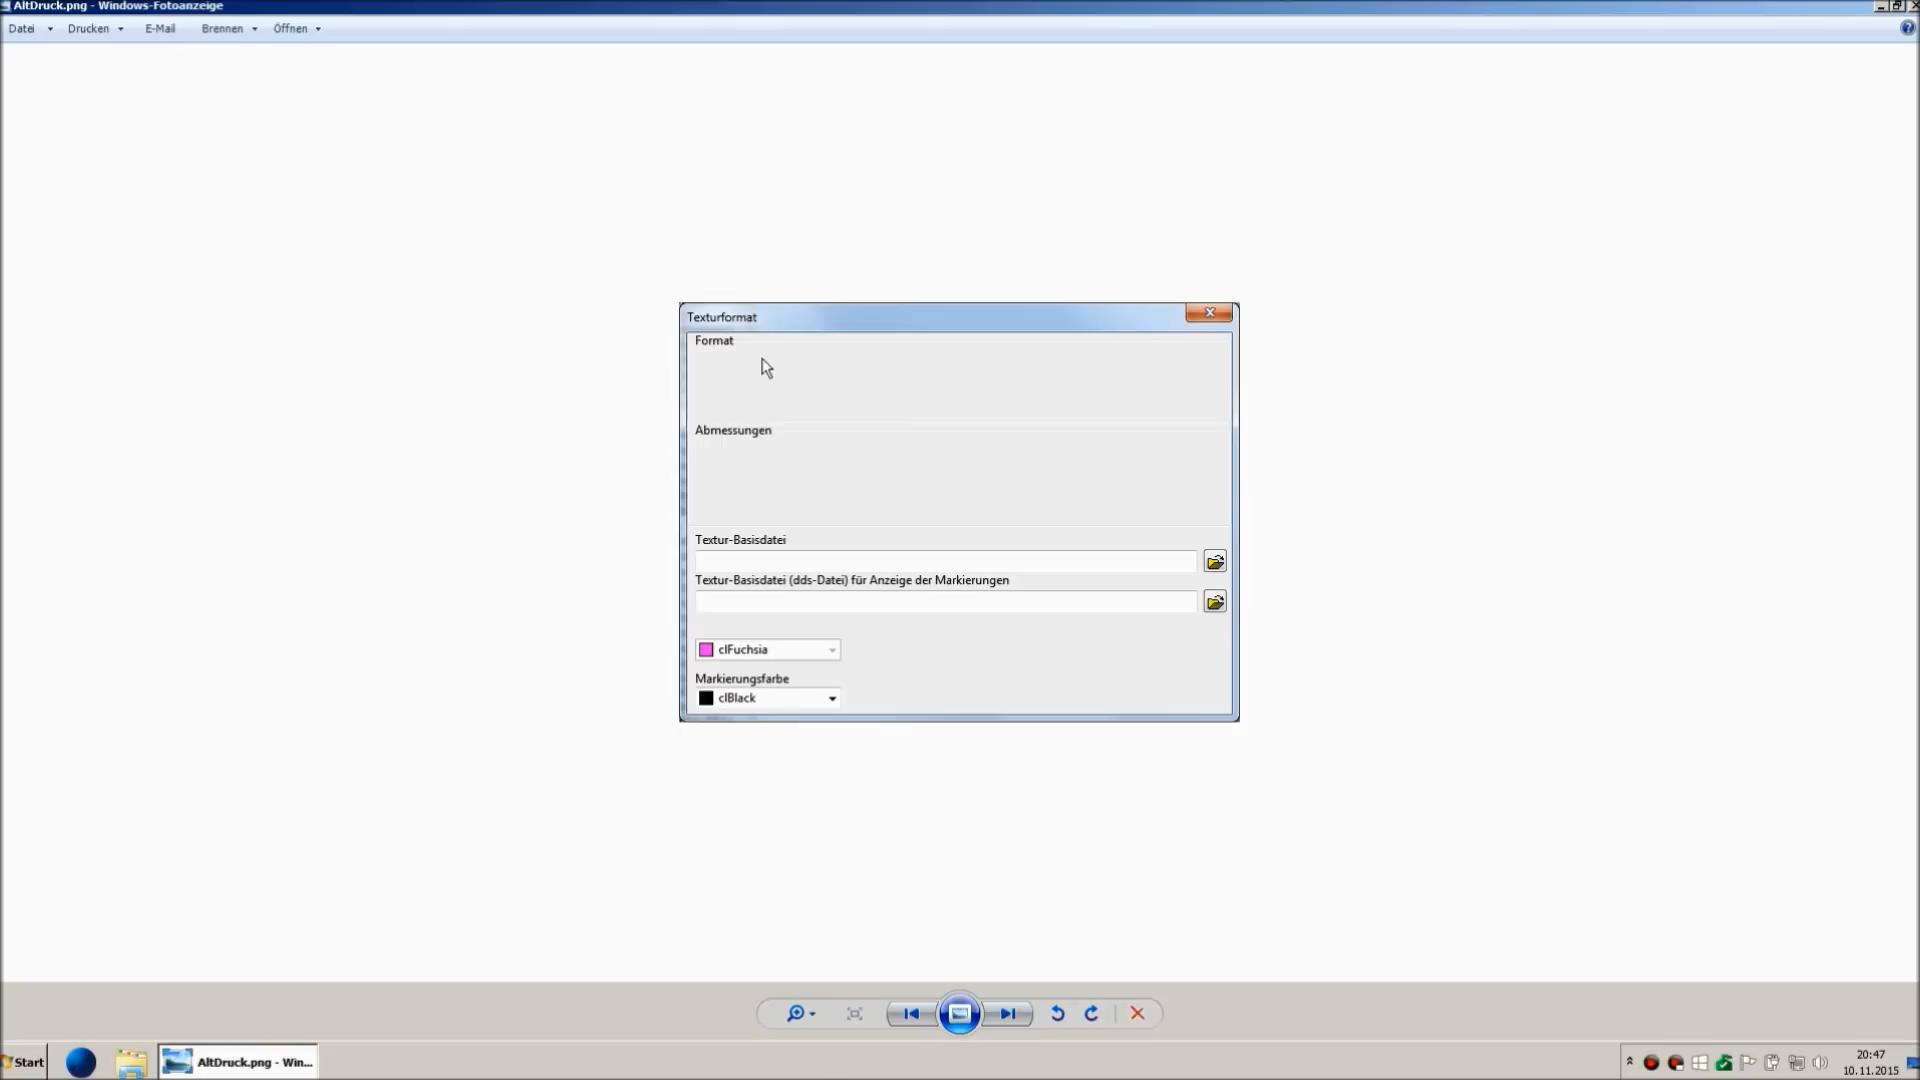 AltDruck.png - Windows-Fotoanzeige
Datei Drucken E-Mail Brennen Öffnen
Texturformat
Format
Abmessungen
Textur-Basisdatei
Textur-Basisdatei (dds-Datei) für Anzeige der Markierungen
clFuchsia
Markierungsfarbe
clBlack
Start AltDruck.png - Win... 20:47
10.11.2015